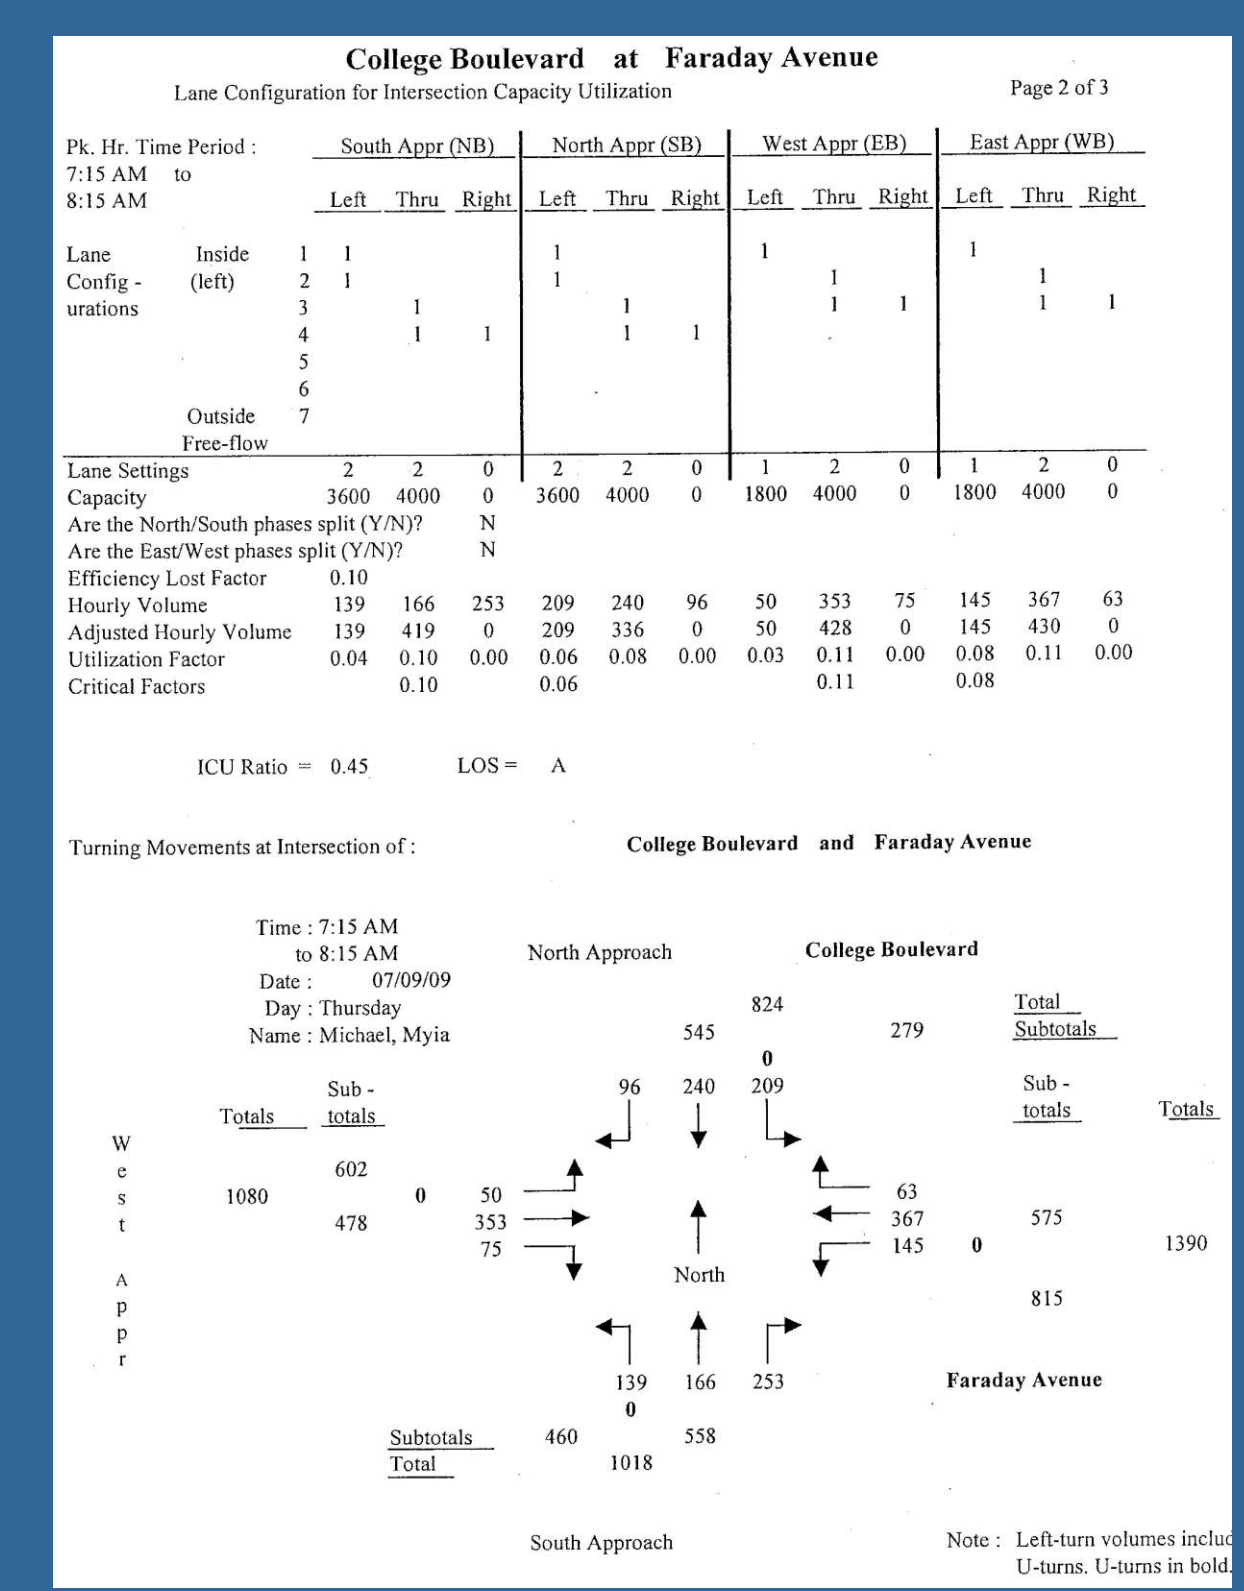 College Boulevard at Faraday Avenue
Lane Configuration for Intersection Capacity Utilization Page 2 of 3
Pk. Hr. Time Period : South Appr (NB) North Appr (SB) West Appr (EB) East Appr (WB)
7:15 AM to
8:15 AM Left Thru Right Left Thru Right Left Thru Right Left Thru Right
Lane Inside 1 1 1 1 1
Config - (left) 2 1 1 1 1
urations 3 1 1 1 1 1 1
4 1 1 1 1
5
6
Outside 7
Free-flow
Lane Settings 2 2 0 2 2 0 1 2 0 1 2 0
Capacity 3600 4000 0 3600 4000 0 1800 4000 0 1800 4000 0
Are the North/South phases split (Y/N)? N
Are the East/West phases split (Y/N)? N
Efficiency Lost Factor 0.10
Hourly Volume 139 166 253 209 240 96 50 353 75 145 367 63
Adjusted Hourly Volume 139 419 0 209 336 0 50 428 0 145 430 0
Utilization Factor 0.04 0.10 0.00 0.06 0.08 0.00 0.03 0.11 0.00 0.08 0.11 0.00
Critical Factors 0.10 0.06 0.11 0.08
ICU Ratio = 0.45 LOS = A
Turning Movements at Intersection of : College Boulevard and Faraday Avenue
Time : 7:15 AM
to 8:15 AM North Approach College Boulevard
Date : 07/09/09
Day : Thursday 824 Total
Name : Michael, Myia 545 279 Subtotals
0
Sub - 96 240 209 Sub -
Totals totals totals Totals
West Appr
602
1080 0 50 63
478 353 367 575
75 145 0 1390
North
815
139 166 253 Faraday Avenue
0
Subtotals 460 558
Total 1018
South Approach Note : Left-turn volumes includ
U-turns. U-turns in bold.